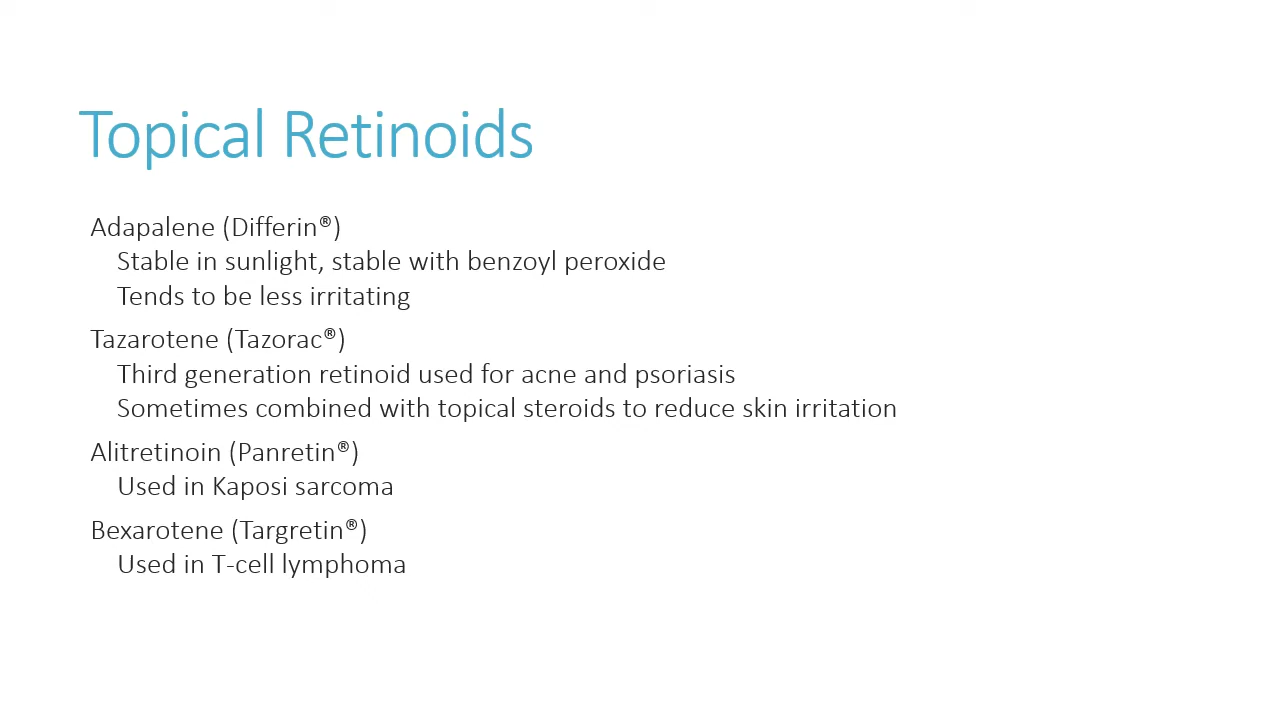 Topical Retinoids
Adapalene (Differin®)
Stable in sunlight, stable with benzoyl peroxide
Tends to be less irritating
Tazarotene (Tazorac®)
Third generation retinoid used for acne and psoriasis
Sometimes combined with topical steroids to reduce skin irritation
Alitretinoin (Panretin®)
Used in Kaposi sarcoma
Bexarotene (Targretin®)
Used in T-cell lymphoma